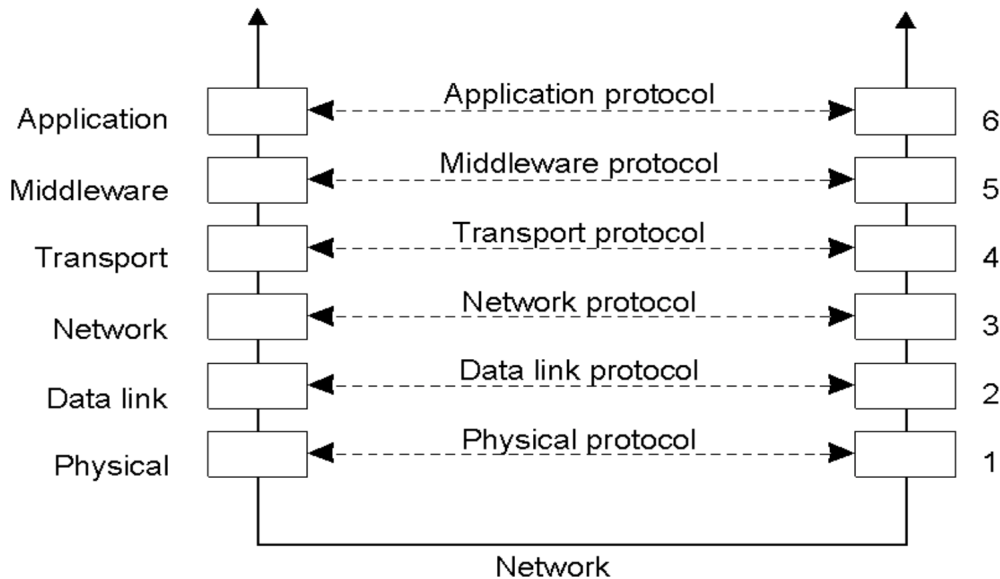 Application
Application protocol
6
Middleware
Middleware protocol
5
Transport
Transport protocol
4
Network
Network protocol
3
Data link
Data link protocol
2
Physical
Physical protocol
1
Network